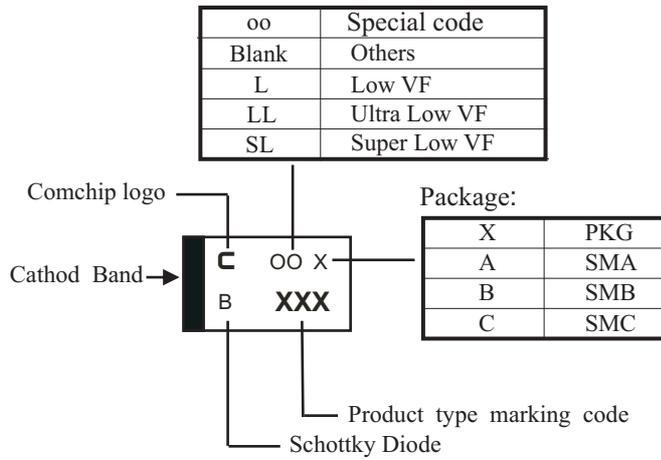 oo Special code
Blank Others
L Low VF
LL Ultra Low VF
SL Super Low VF
Comchip logo
Package:
X PKG
A SMA
B SMB
C SMC
Cathod Band
C OO X
B XXX
Product type marking code
Schottky Diode